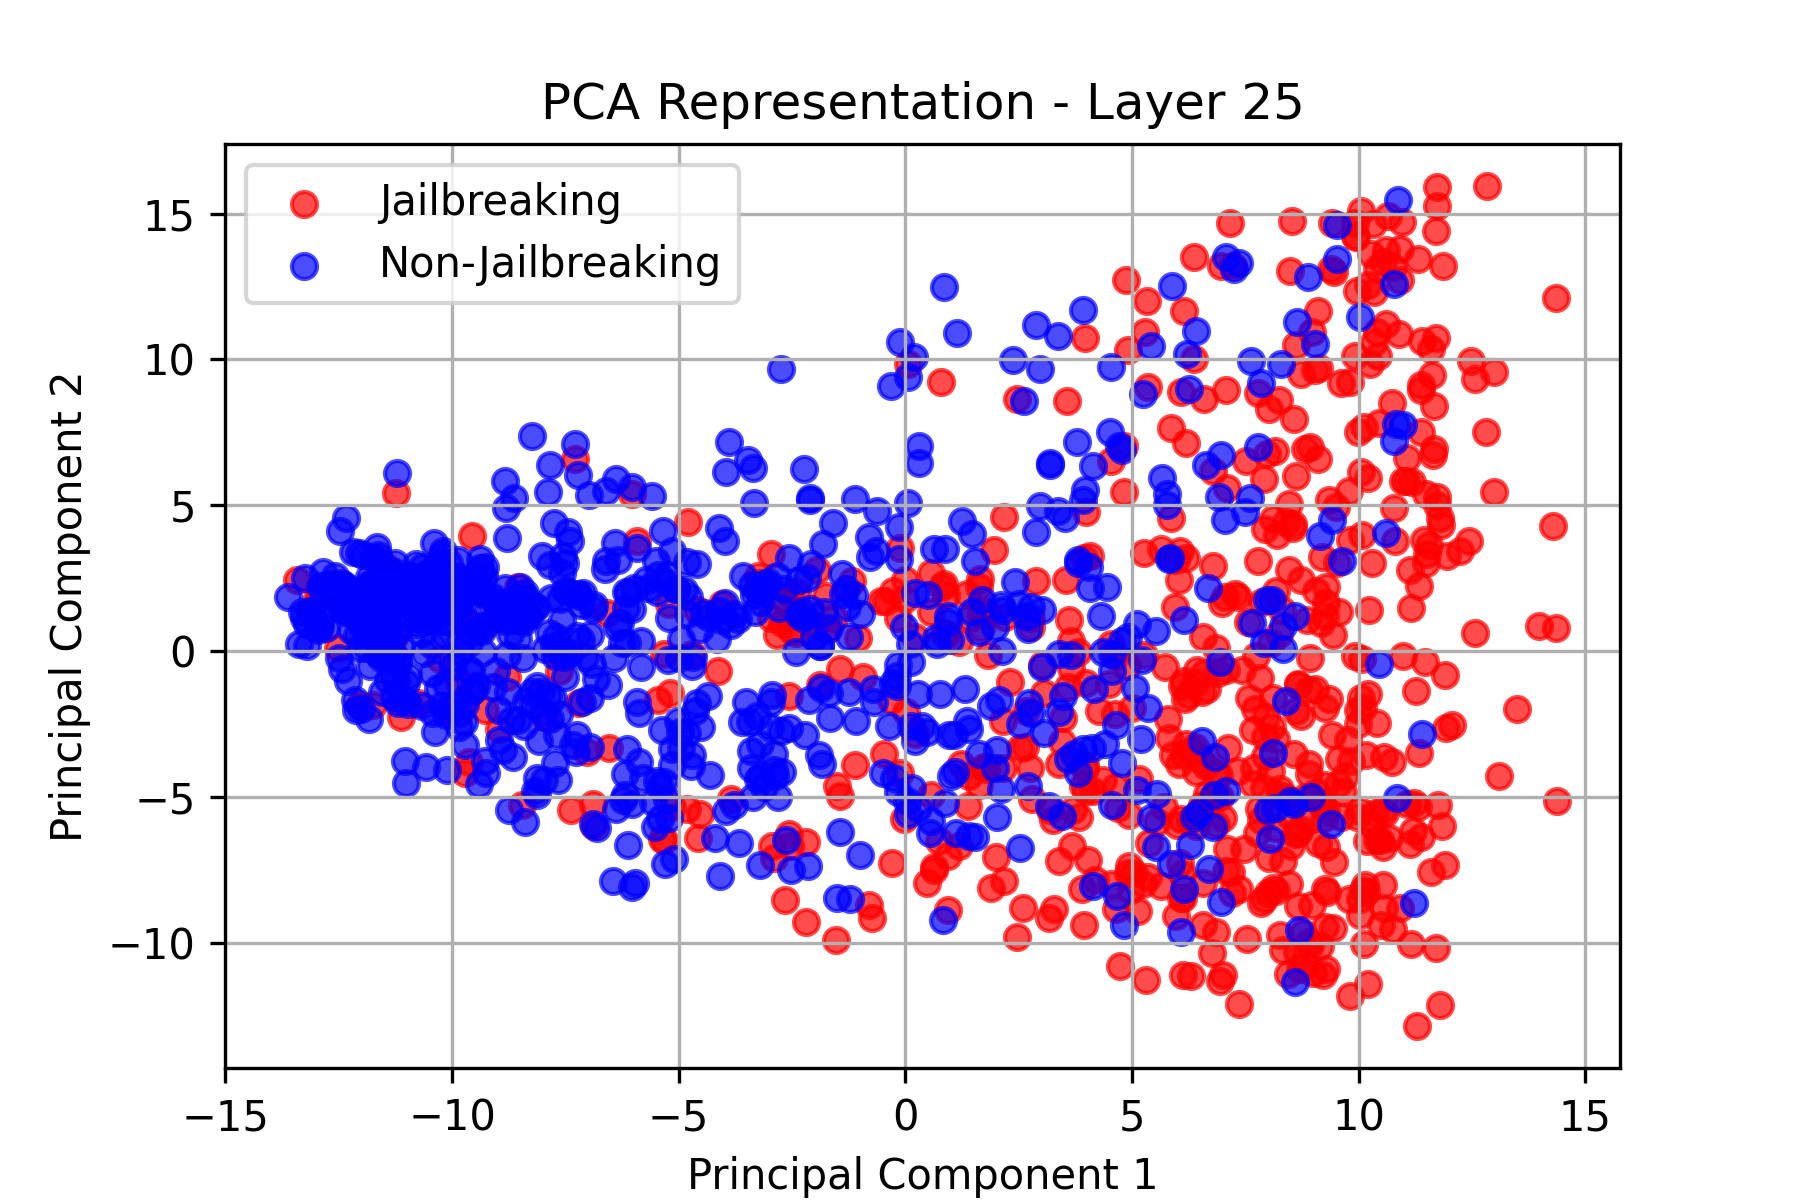 PCA Representation - Layer 25
Jailbreaking
Non-Jailbreaking
Principal Component 2
15
10
5
0
−5
−10
−15 −10 −5 0 5 10 15
Principal Component 1